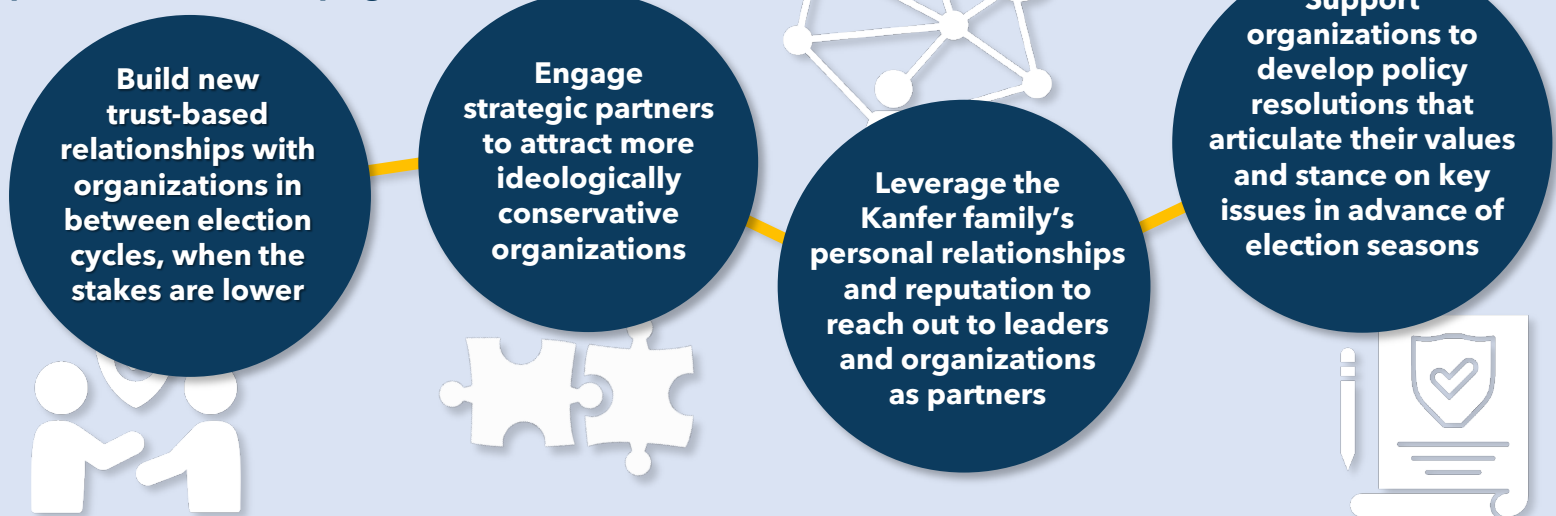 Build new
trust-based
relationships with
organizations in
between election
cycles, when the
stakes are lower
Engage
strategic partners
to attract more
ideologically
conservative
organizations
Leverage the
Kanfer family’s
personal relationships
and reputation to
reach out to leaders
and organizations
as partners
Support
organizations to
develop policy
resolutions that
articulate their values
and stance on key
issues in advance of
election seasons